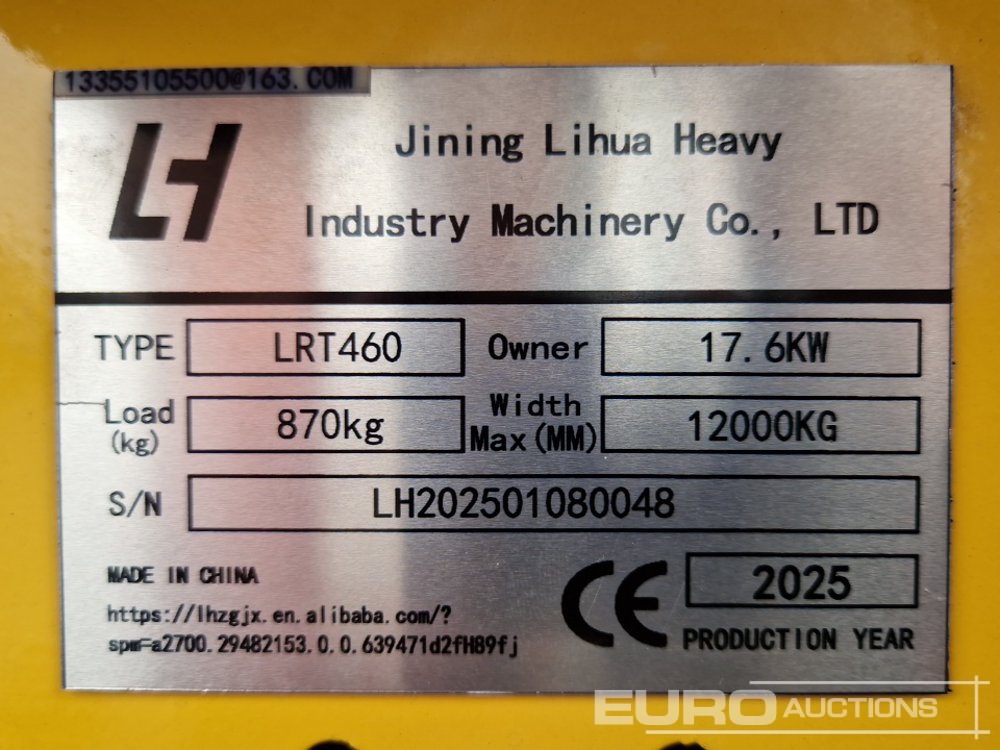 13355105500@163.COM
LH
Jining Lihua Heavy
Industry Machinery Co., LTD
TYPE LRT460 Owner 17.6KW
Load (kg) 870kg Width Max(MM) 12000KG
S/N LH202501080048
MADE IN CHINA
https://lhzgjx.en.alibaba.com/?
spm=a2700.29482153.0.0.639471d2fH89fj
CE
2025
PRODUCTION YEAR
EURO AUCTIONS